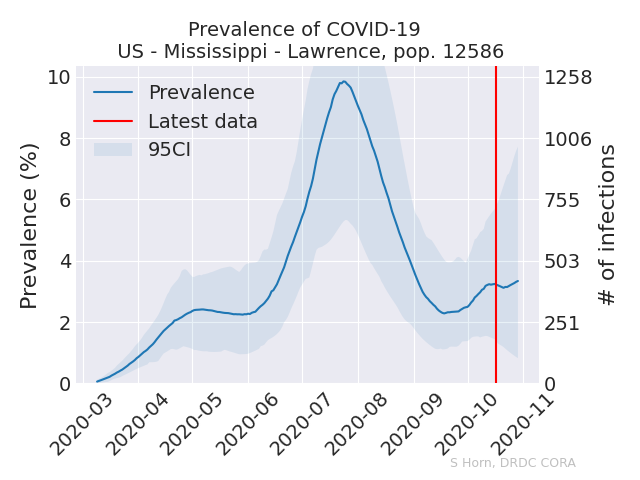 Prevalence of COVID-19
US - Mississippi - Lawrence, pop. 12586
Prevalence
Latest data
95CI
Prevalence (%)
10
8
6
4
2
0
1258
1006
755
503
251
0
# of infections
2020-03
2020-04
2020-05
2020-06
2020-07
2020-08
2020-09
2020-10
2020-11
S Horn, DRDC CORA